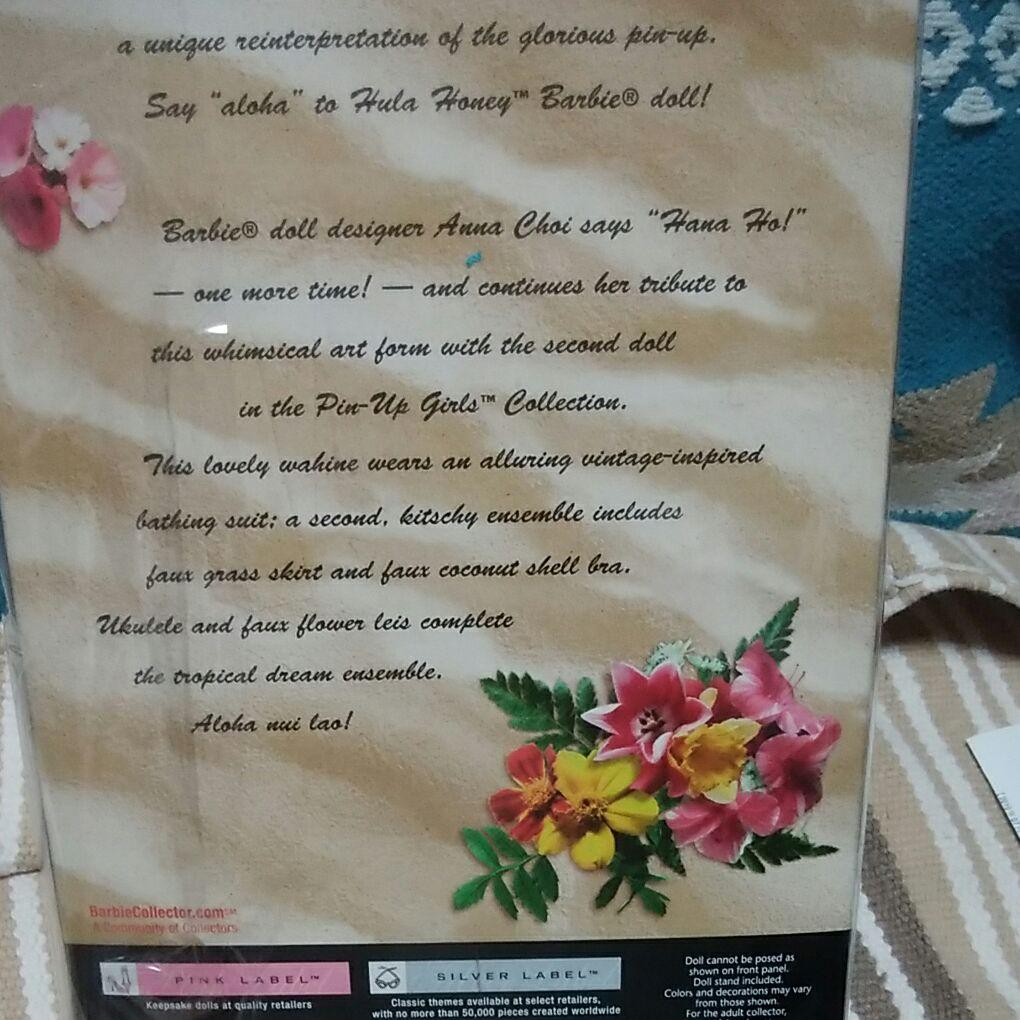 a unique reinterpretation of the glorious pin-up.
Say "aloha" to Hula Honey™ Barbie® doll!
Barbie® doll designer Anna Choi says "Hana Ho!"
— one more time! — and continues her tribute to
this whimsical art form with the second doll
in the Pin-Up Girls™ Collection.
This lovely wahine wears an alluring vintage-inspired
bathing suit; a second, kitschy ensemble includes
faux grass skirt and faux coconut shell bra.
Ukulele and faux flower leis complete
the tropical dream ensemble.
Aloha nui lao!
BarbieCollector.com℠
A Community of Collectors
PINK LABEL™
Keepsake dolls at quality retailers
SILVER LABEL™
Classic themes available at select retailers,
with no more than 50,000 pieces created worldwide
Doll cannot be posed as
shown on front panel.
Doll stand included.
Colors and decorations may vary
from those shown.
For the adult collector,